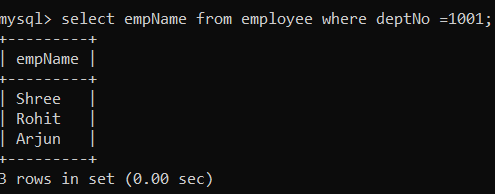 mysql> select empName from employee where deptNo =1001;
+---------+
| empName |
+---------+
| Shree   |
| Rohit   |
| Arjun   |
+---------+
3 rows in set (0.00 sec)